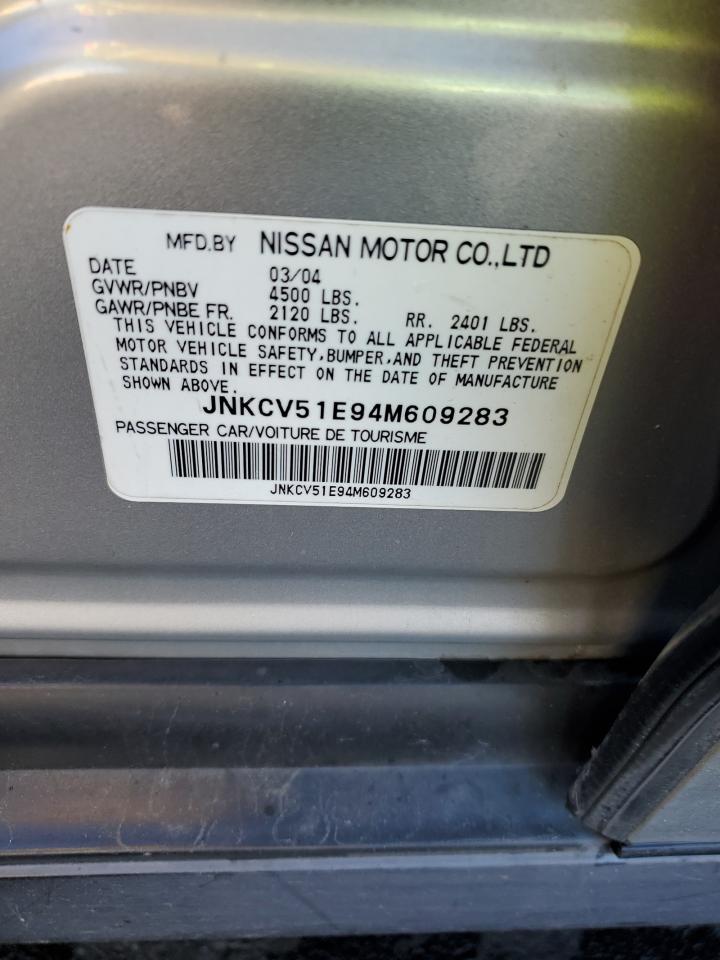 MFD.BY NISSAN MOTOR CO.,LTD
DATE 03/04
GVWR/PNBV 4500 LBS.
GAWR/PNBE FR. 2120 LBS. RR. 2401 LBS.
THIS VEHICLE CONFORMS TO ALL APPLICABLE FEDERAL
MOTOR VEHICLE SAFETY,BUMPER,AND THEFT PREVENTION
STANDARDS IN EFFECT ON THE DATE OF MANUFACTURE
SHOWN ABOVE.
JNKCV51E94M609283
PASSENGER CAR/VOITURE DE TOURISME
JNKCV51E94M609283